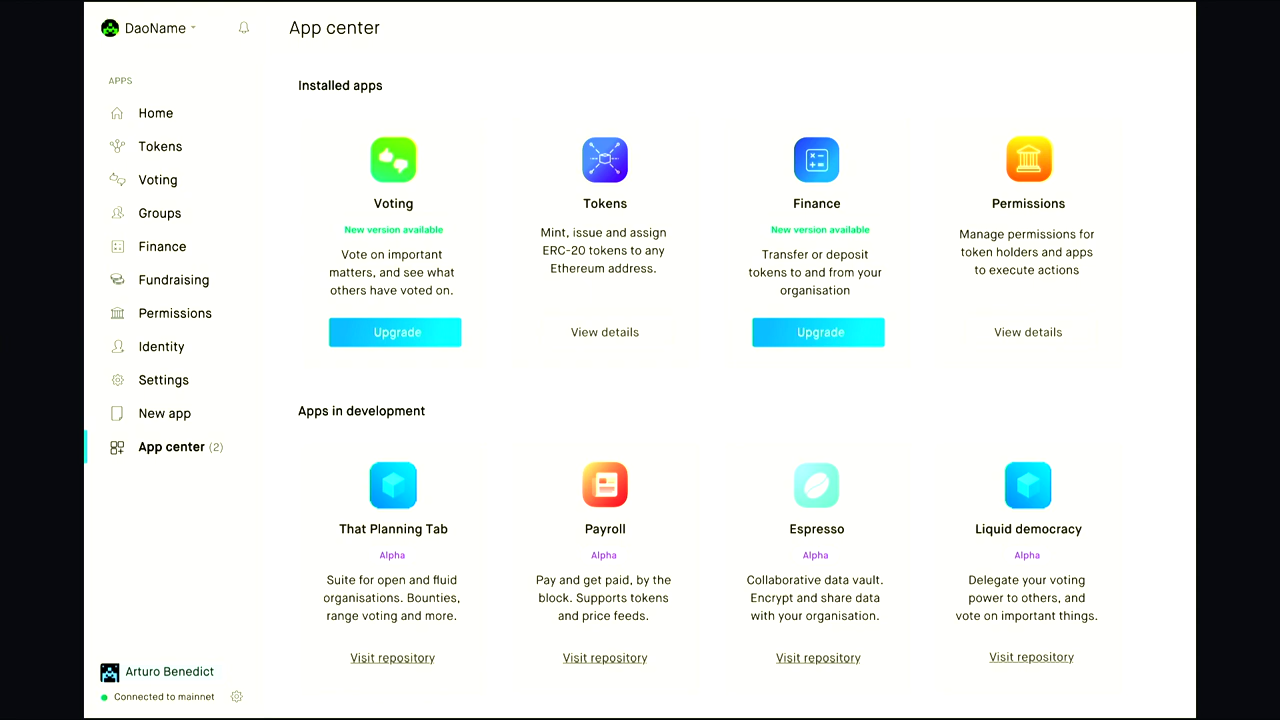 DaoName
App center
APPS
Home
Tokens
Voting
Groups
Finance
Fundraising
Permissions
Identity
Settings
New app
App center (2)
Arturo Benedict
Connected to mainnet
Installed apps
Voting
New version available
Vote on important
matters, and see what
others have voted on.
Upgrade
Tokens
Mint, issue and assign
ERC-20 tokens to any
Ethereum address.
View details
Finance
New version available
Transfer or deposit
tokens to and from your
organisation
Upgrade
Permissions
Manage permissions for
token holders and apps
to execute actions
View details
Apps in development
That Planning Tab
Alpha
Suite for open and fluid
organisations. Bounties,
range voting and more.
Visit repository
Payroll
Alpha
Pay and get paid, by the
block. Supports tokens
and price feeds.
Visit repository
Espresso
Alpha
Collaborative data vault.
Encrypt and share data
with your organisation.
Visit repository
Liquid democracy
Alpha
Delegate your voting
power to others, and
vote on important things.
Visit repository